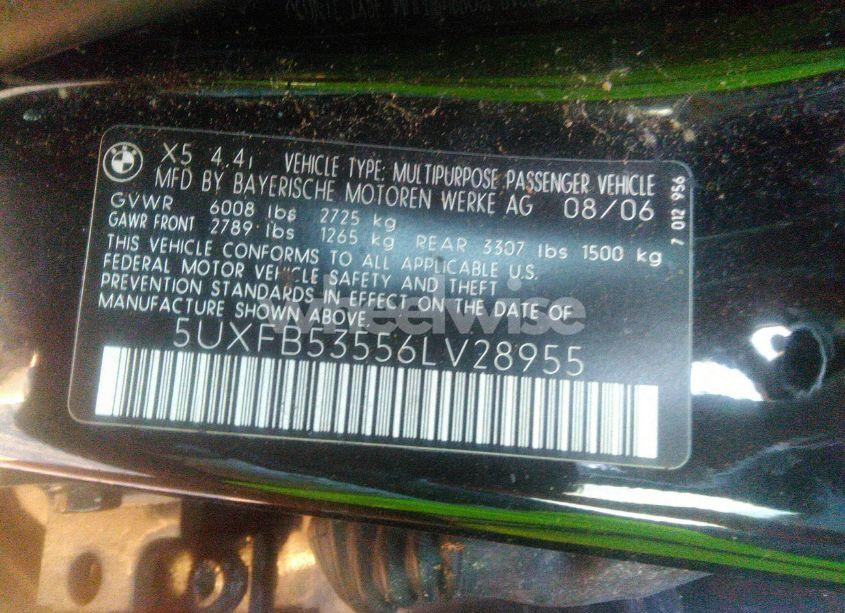 X5 4.4i VEHICLE TYPE: MULTIPURPOSE PASSENGER VEHICLE
MFD BY BAYERISCHE MOTOREN WERKE AG 08/06
GVWR 6008 lbs 2725 kg
GAWR FRONT 2789 lbs 1265 kg REAR 3307 lbs 1500 kg
THIS VEHICLE CONFORMS TO ALL APPLICABLE U.S.
FEDERAL MOTOR VEHICLE SAFETY AND THEFT
PREVENTION STANDARDS IN EFFECT ON THE DATE OF
MANUFACTURE SHOWN ABOVE.
5UXFB53556LV28955
7 012 956
wheelwise